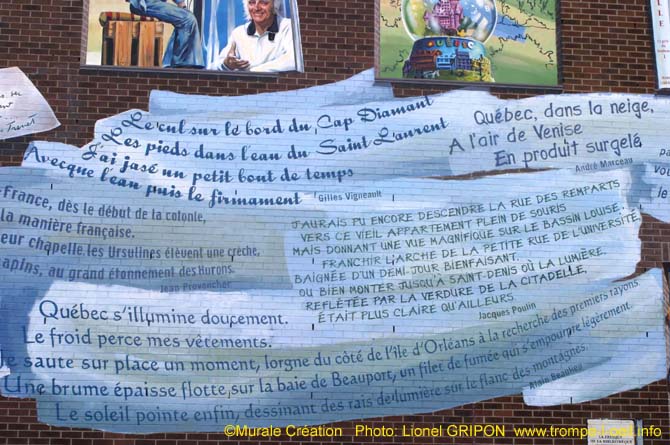 QUÉBEC
Le cul sur le bord du Cap Diamant
Les pieds dans l'eau du Saint Laurent
J'ai jasé un petit bout de temps
Avecque l'eau puis le firmament
Gilles Vigneault
Québec, dans la neige,
A l'air de Venise
En produit surgelé
André Marceau
France, dès le début de la colonie,
la manière française.
eur chapelle les Ursulines élèvent une crèche,
apins, au grand étonnement des Hurons.
Jean Provencher
J'AURAIS PU ENCORE DESCENDRE LA RUE DES REMPARTS
VERS CE VIEIL APPARTEMENT PLEIN DE SOURIS
MAIS DONNANT UNE VUE MAGNIFIQUE SUR LE BASSIN LOUISE,
FRANCHIR L'ARCHE DE LA PETITE RUE DE L'UNIVERSITÉ,
BAIGNÉE D'UN DEMI-JOUR BIENFAISANT.
OU BIEN MONTER JUSQU'À SAINT-DENIS OÙ LA LUMIÈRE,
REFLÉTÉE PAR LA VERDURE DE LA CITADELLE,
ÉTAIT PLUS CLAIRE QU'AILLEURS.
Jacques Poulin
Québec s'illumine doucement.
Le froid perce mes vêtements.
Je saute sur place un moment, lorgne du côté de l'île d'Orléans à la recherche des premiers rayons.
Une brume épaisse flotte sur la baie de Beauport, un filet de fumée qui s'empourpre légèrement.
Le soleil pointe enfin, dessinant des rais de lumière sur le flanc des montagnes.
Alain Beaulieu
©Murale Création Photo: Lionel GRIPON www.trompe-l-oeil.info